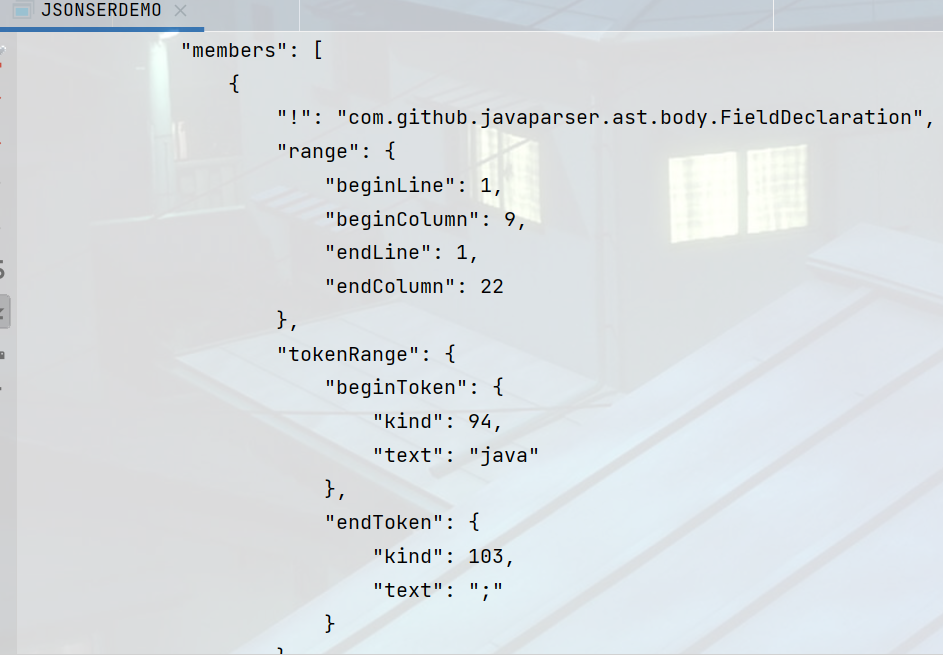 JSONSERDEMO
"members": [
{
"!": "com.github.javaparser.ast.body.FieldDeclaration",
"range": {
"beginLine": 1,
"beginColumn": 9,
"endLine": 1,
"endColumn": 22
},
"tokenRange": {
"beginToken": {
"kind": 94,
"text": "java"
},
"endToken": {
"kind": 103,
"text": ";"
}